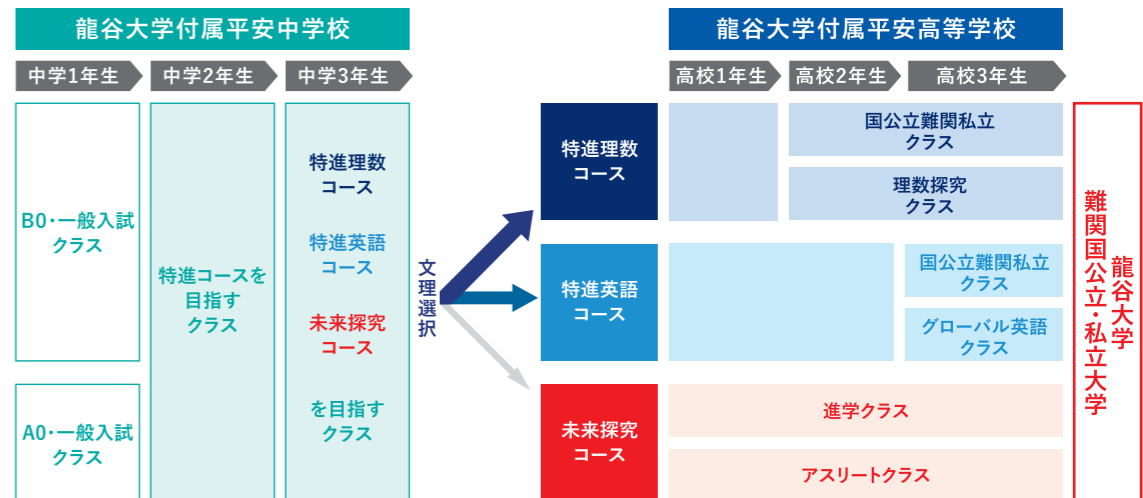 龍谷大学付属平安中学校
中学1年生
中学2年生
中学3年生
B0・一般入試
クラス
A0・一般入試
クラス
特進コースを
目指す
クラス
特進理数
コース
特進英語
コース
未来探究
コース
を目指す
クラス
文理選択
龍谷大学付属平安高等学校
高校1年生
高校2年生
高校3年生
特進理数
コース
国公立難関私立
クラス
理数探究
クラス
特進英語
コース
国公立難関私立
クラス
グローバル英語
クラス
未来探究
コース
進学クラス
アスリートクラス
龍谷大学
難関国公立・私立大学